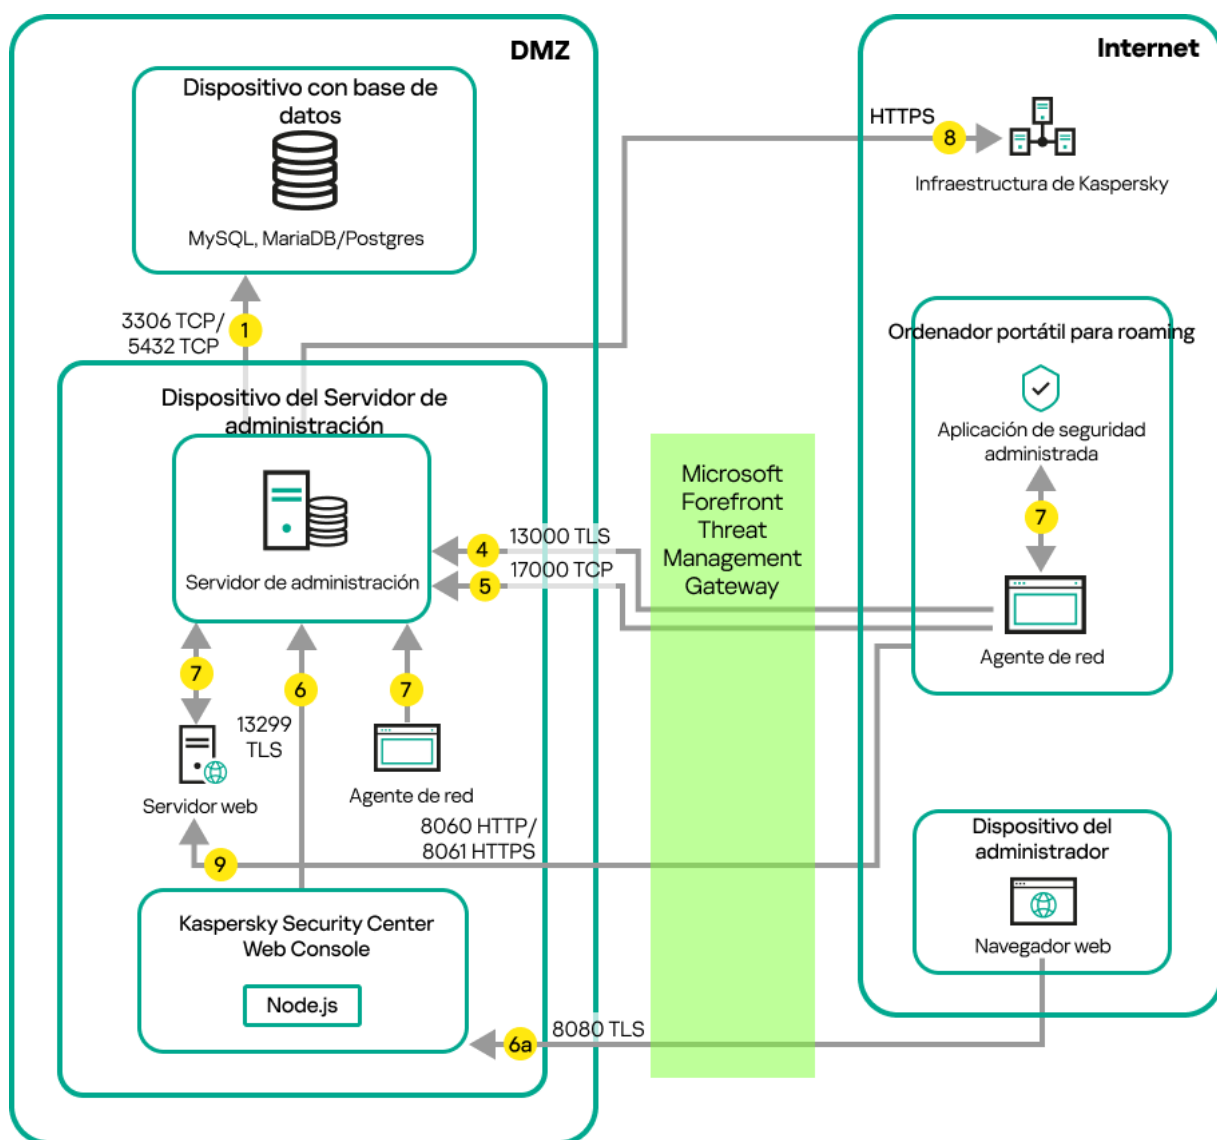 DMZ
Internet
Dispositivo con base de
datos
MySQL, MariaDB/Postgres
HTTPS
8
Infraestructura de Kaspersky
3306 TCP/
5432 TCP
1
Ordenador portátil para roaming
Aplicación de seguridad
administrada
7
Agente de red
Dispositivo del Servidor de
administración
Servidor de administración
Microsoft
Forefront
Threat
Management
Gateway
4
13000 TLS
5
17000 TCP
7
6
7
13299
TLS
Servidor web
Agente de red
8060 HTTP/
8061 HTTPS
9
Dispositivo del
administrador
Navegador web
Kaspersky Security Center
Web Console
Node.js
6a
8080 TLS